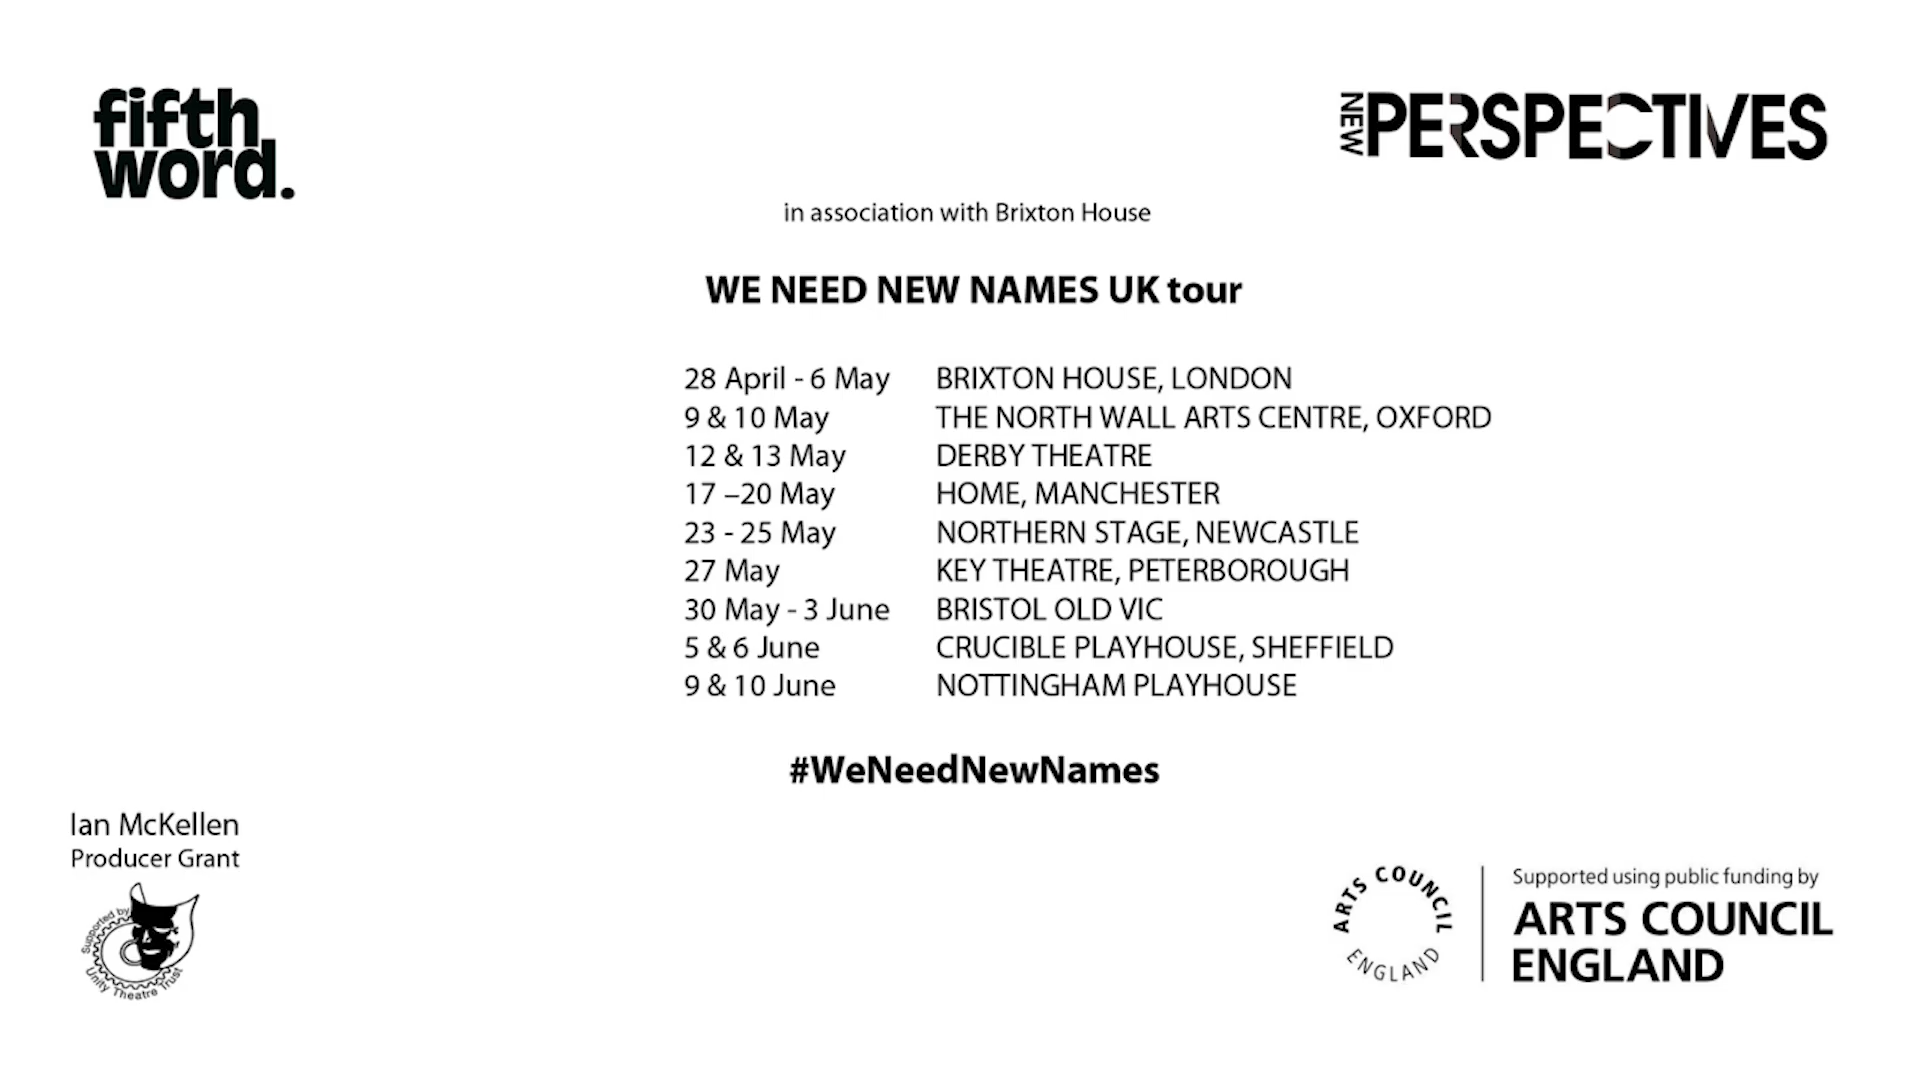 fifth
word.
NEW PERSPECTIVES
in association with Brixton House
WE NEED NEW NAMES UK tour
28 April - 6 May BRIXTON HOUSE, LONDON
9 & 10 May THE NORTH WALL ARTS CENTRE, OXFORD
12 & 13 May DERBY THEATRE
17 –20 May HOME, MANCHESTER
23 - 25 May NORTHERN STAGE, NEWCASTLE
27 May KEY THEATRE, PETERBOROUGH
30 May - 3 June BRISTOL OLD VIC
5 & 6 June CRUCIBLE PLAYHOUSE, SHEFFIELD
9 & 10 June NOTTINGHAM PLAYHOUSE
#WeNeedNewNames
Ian McKellen
Producer Grant
Supported by
Unity Theatre Trust
ARTS COUNCIL
ENGLAND
Supported using public funding by
ARTS COUNCIL
ENGLAND